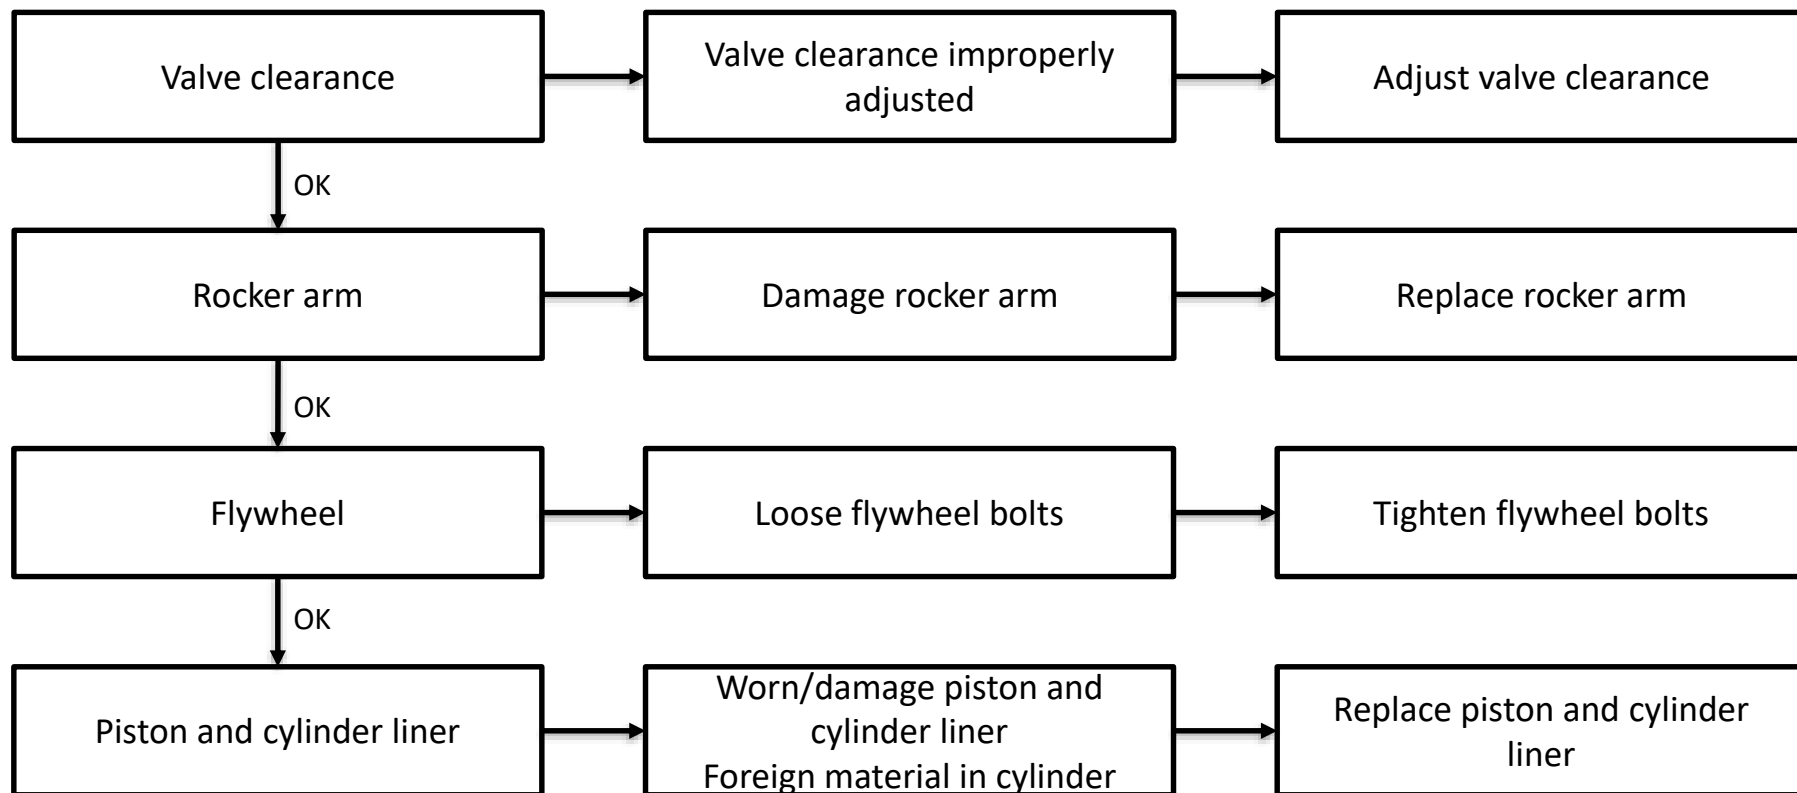 Valve clearance
Valve clearance improperly
adjusted
Adjust valve clearance
OK
Rocker arm
Damage rocker arm
Replace rocker arm
OK
Flywheel
Loose flywheel bolts
Tighten flywheel bolts
OK
Piston and cylinder liner
Worn/damage piston and
cylinder liner
Foreign material in cylinder
Replace piston and cylinder
liner